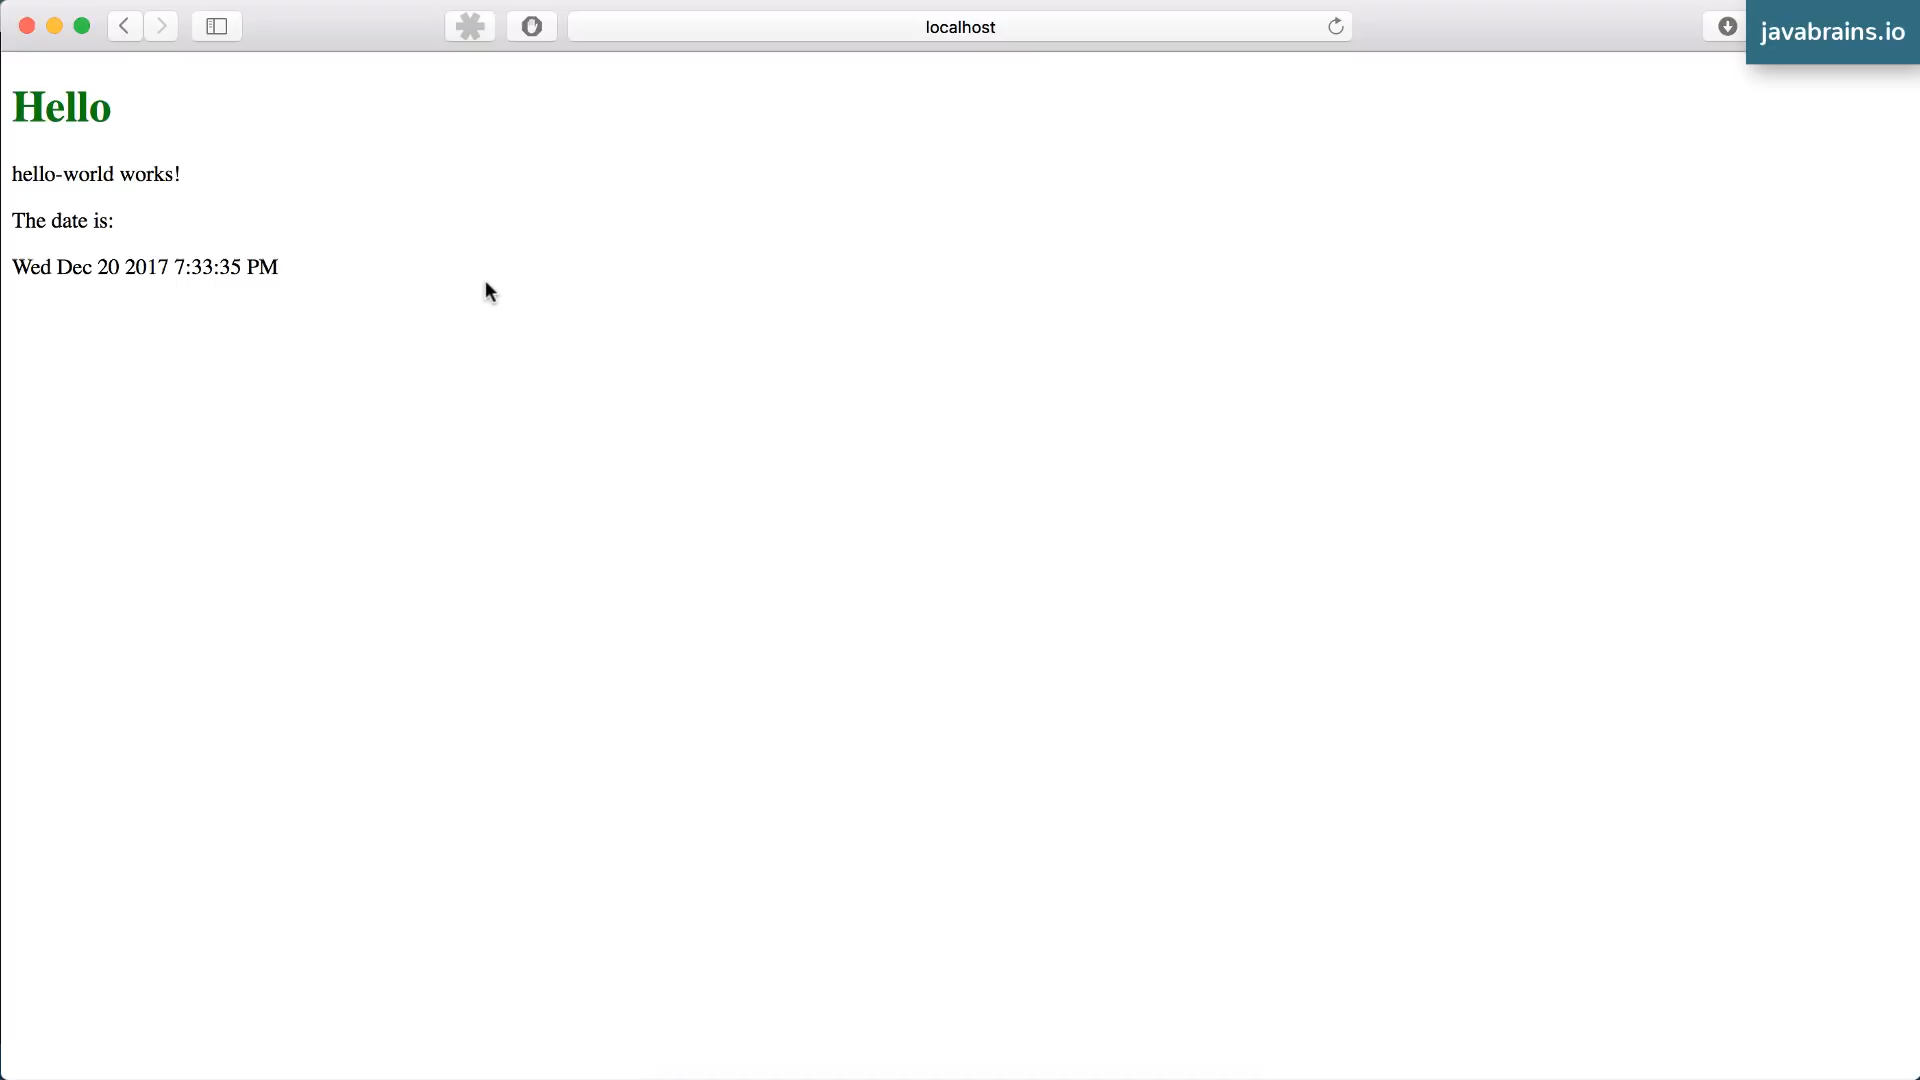 localhost
javabrains.io
Hello
hello-world works!
The date is:
Wed Dec 20 2017 7:33:35 PM